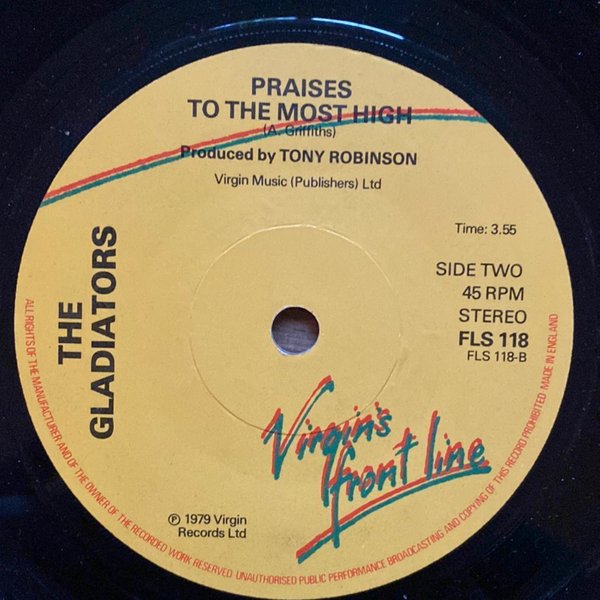 PRAISES
TO THE MOST HIGH
(A. Griffiths)
Produced by TONY ROBINSON
Virgin Music (Publishers) Ltd
Time: 3.55
THE
GLADIATORS
SIDE TWO
45 RPM
STEREO
FLS 118
FLS 118-B
Virgin's
front line
℗ 1979 Virgin
Records Ltd
ALL RIGHTS OF THE MANUFACTURER AND OF THE OWNER OF THE RECORDED WORK RESERVED. UNAUTHORISED PUBLIC PERFORMANCE BROADCASTING AND COPYING OF THIS RECORD PROHIBITED. MADE IN ENGLAND